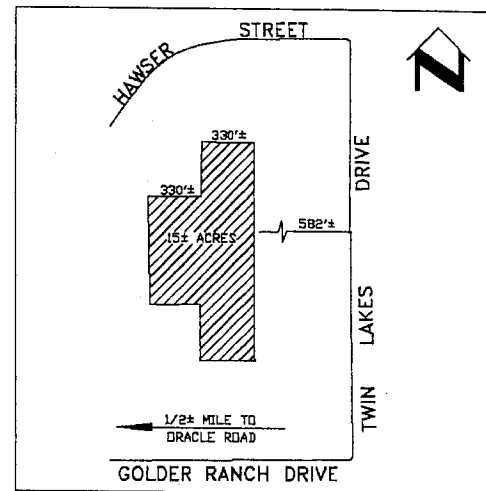 HAWSER STREET
N
330'±
330'±
DRIVE
582'±
15± ACRES
TWIN LAKES
1/2± MILE TO
ORACLE ROAD
GOLDER RANCH DRIVE